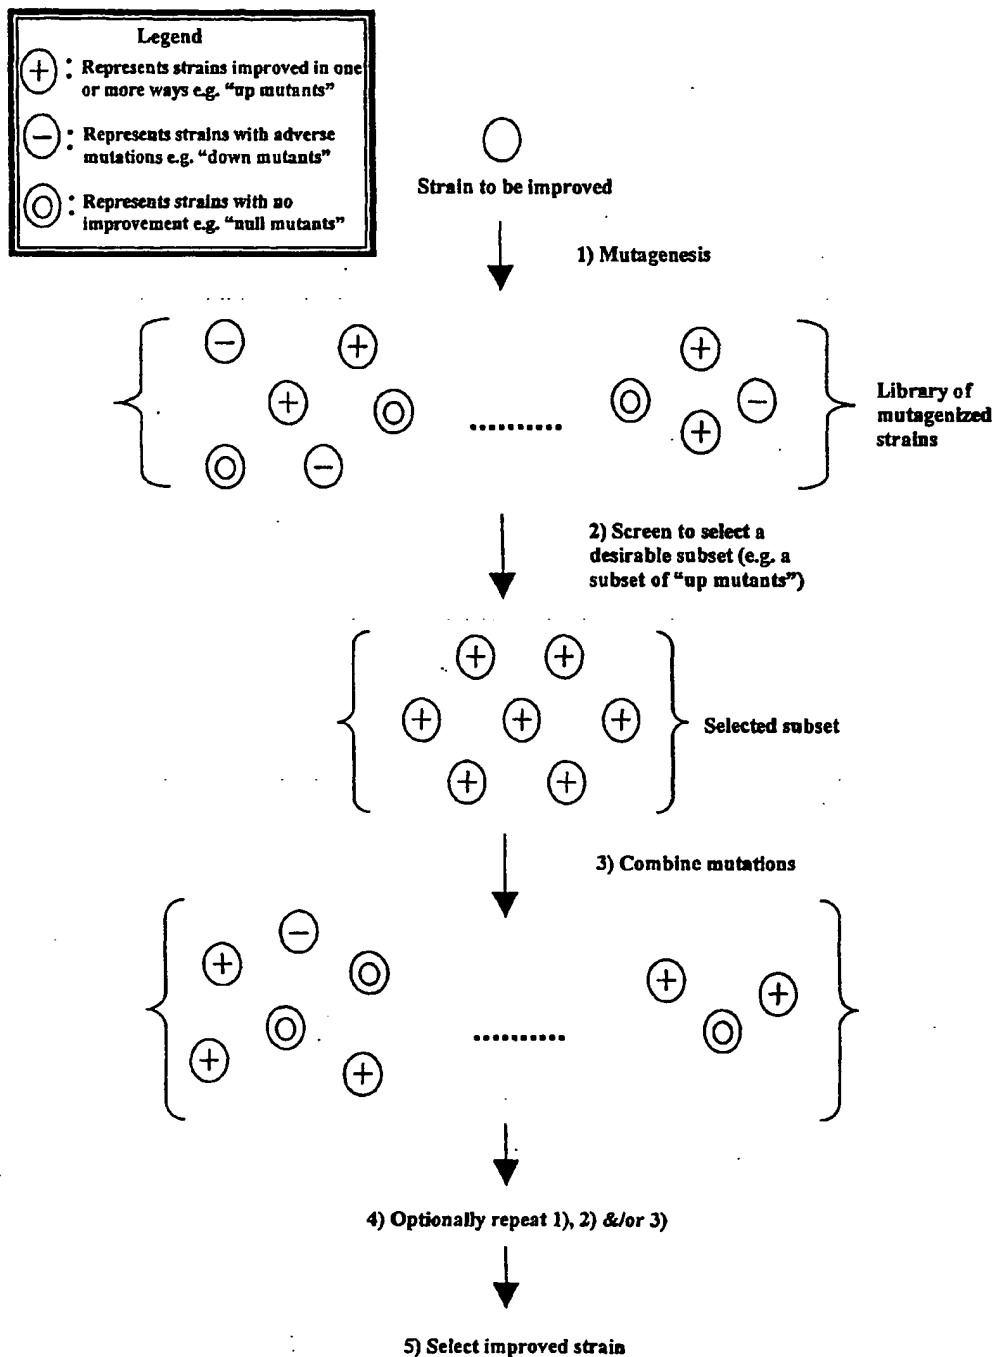 Legend
+ : Represents strains improved in one
or more ways e.g. "up mutants"
− : Represents strains with adverse
mutations e.g. "down mutants"
: Represents strains with no
improvement e.g. "null mutants"
Strain to be improved
1) Mutagenesis
Library of
mutagenized
strains
2) Screen to select a
desirable subset (e.g. a
subset of "up mutants")
Selected subset
3) Combine mutations
4) Optionally repeat 1), 2) &/or 3)
5) Select improved strain